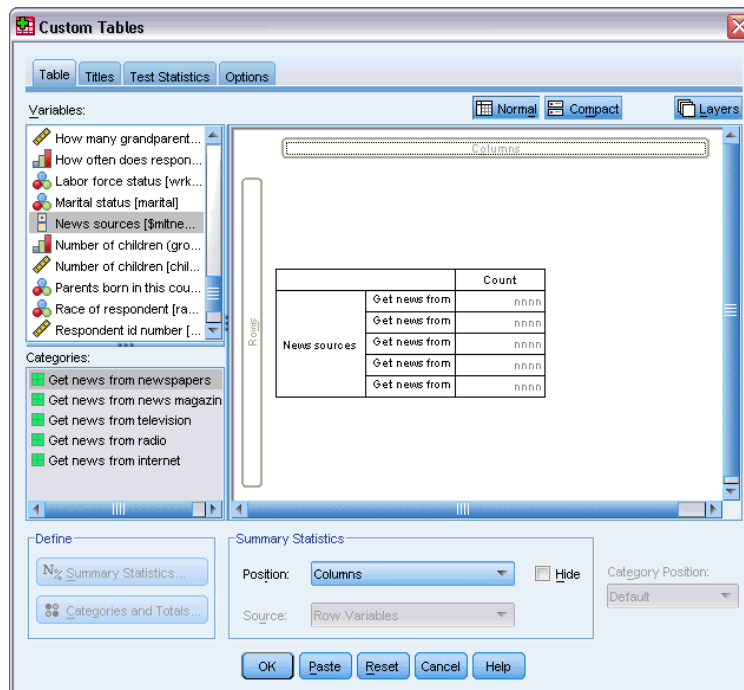 Custom Tables
Table Titles Test Statistics Options
Variables:
Normal Compact Layers
How many grandparent...
How often does respon...
Labor force status [wrk...
Marital status [marital]
News sources [$mltne...
Number of children (gro...
Number of children [chil...
Parents born in this cou...
Race of respondent [ra...
Respondent id number [...
Categories:
Get news from newspapers
Get news from news magazin
Get news from television
Get news from radio
Get news from internet
Columns
Rows
Count
News sources
Get news from nnnn
Get news from nnnn
Get news from nnnn
Get news from nnnn
Get news from nnnn
Define
N% Summary Statistics...
Categories and Totals...
Summary Statistics
Position: Columns Hide
Source: Row Variables
Category Position:
Default
OK Paste Reset Cancel Help